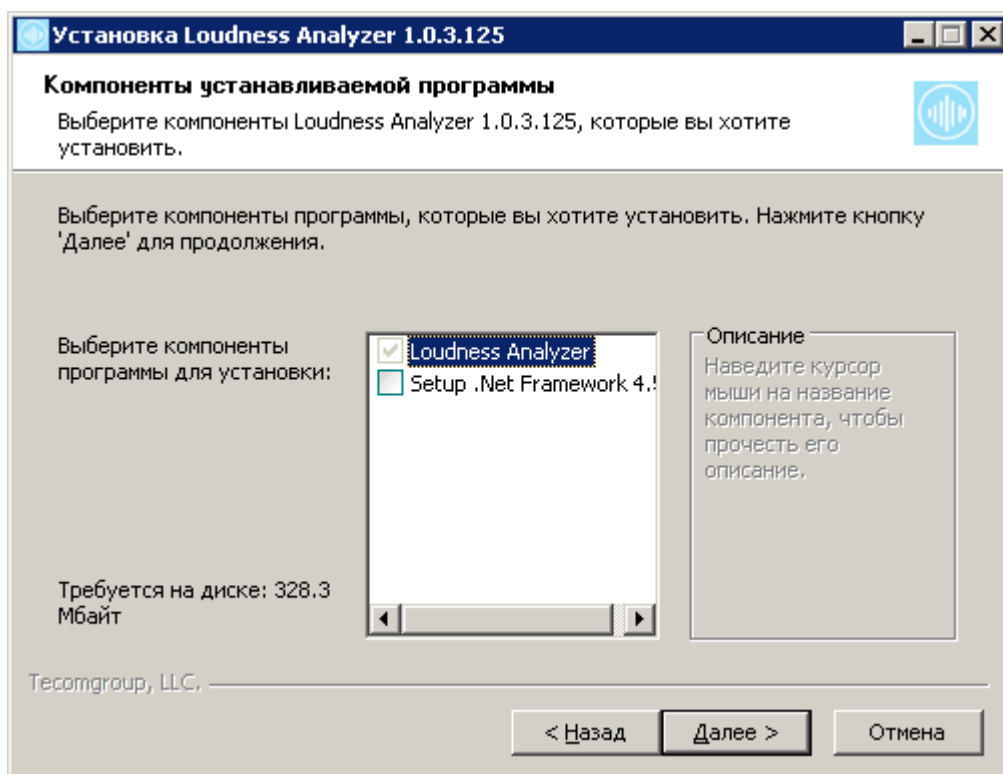 Установка Loudness Analyzer 1.0.3.125
Компоненты устанавливаемой программы
Выберите компоненты Loudness Analyzer 1.0.3.125, которые вы хотите
установить.
Выберите компоненты программы, которые вы хотите установить. Нажмите кнопку
'Далее' для продолжения.
Выберите компоненты
программы для установки:
Loudness Analyzer
Setup .Net Framework 4.
Описание
Наведите курсор
мыши на название
компонента, чтобы
прочесть его
описание.
Требуется на диске: 328.3
Мбайт
Tecomgroup, LLC.
< Назад
Далее >
Отмена